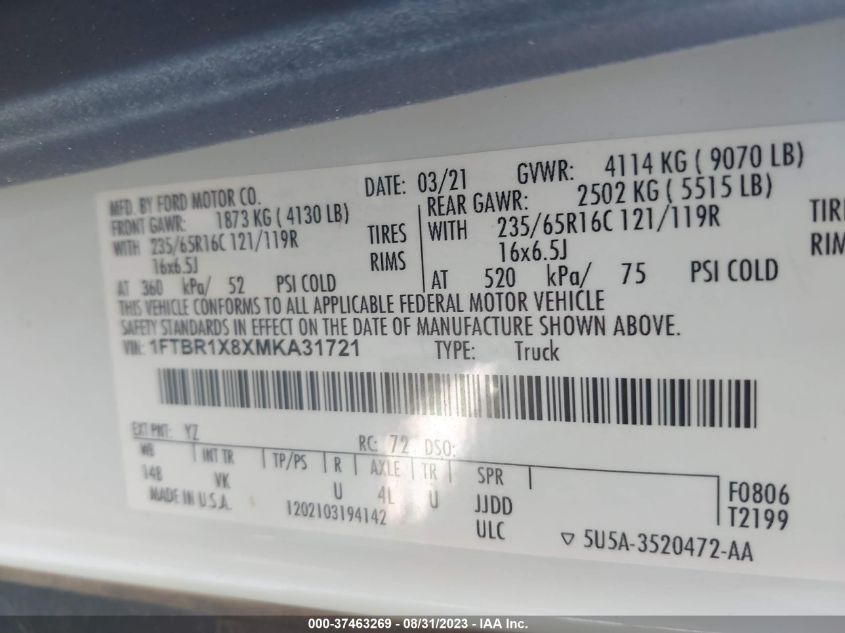 MFD. BY FORD MOTOR CO.
DATE: 03/21 GVWR: 4114 KG ( 9070 LB)
FRONT GAWR: 1873 KG ( 4130 LB) REAR GAWR: 2502 KG ( 5515 LB)
WITH 235/65R16C 121/119R TIRES WITH 235/65R16C 121/119R TIRE
16x6.5J RIMS 16x6.5J RIM
AT 360 kPa/ 52 PSI COLD AT 520 kPa/ 75 PSI COLD
THIS VEHICLE CONFORMS TO ALL APPLICABLE FEDERAL MOTOR VEHICLE
SAFETY STANDARDS IN EFFECT ON THE DATE OF MANUFACTURE SHOWN ABOVE.
VIN: 1FTBR1X8XMKA31721 TYPE: Truck
EXT PNT: YZ RC: 72 DSO:
WB INT TR TP/PS R AXLE TR SPR
148 VK U 4L U JJDD F0806
MADE IN U.S.A. 1202103194142 ULC T2199
5U5A-3520472-AA
000-37463269 - 08/31/2023 - IAA Inc.